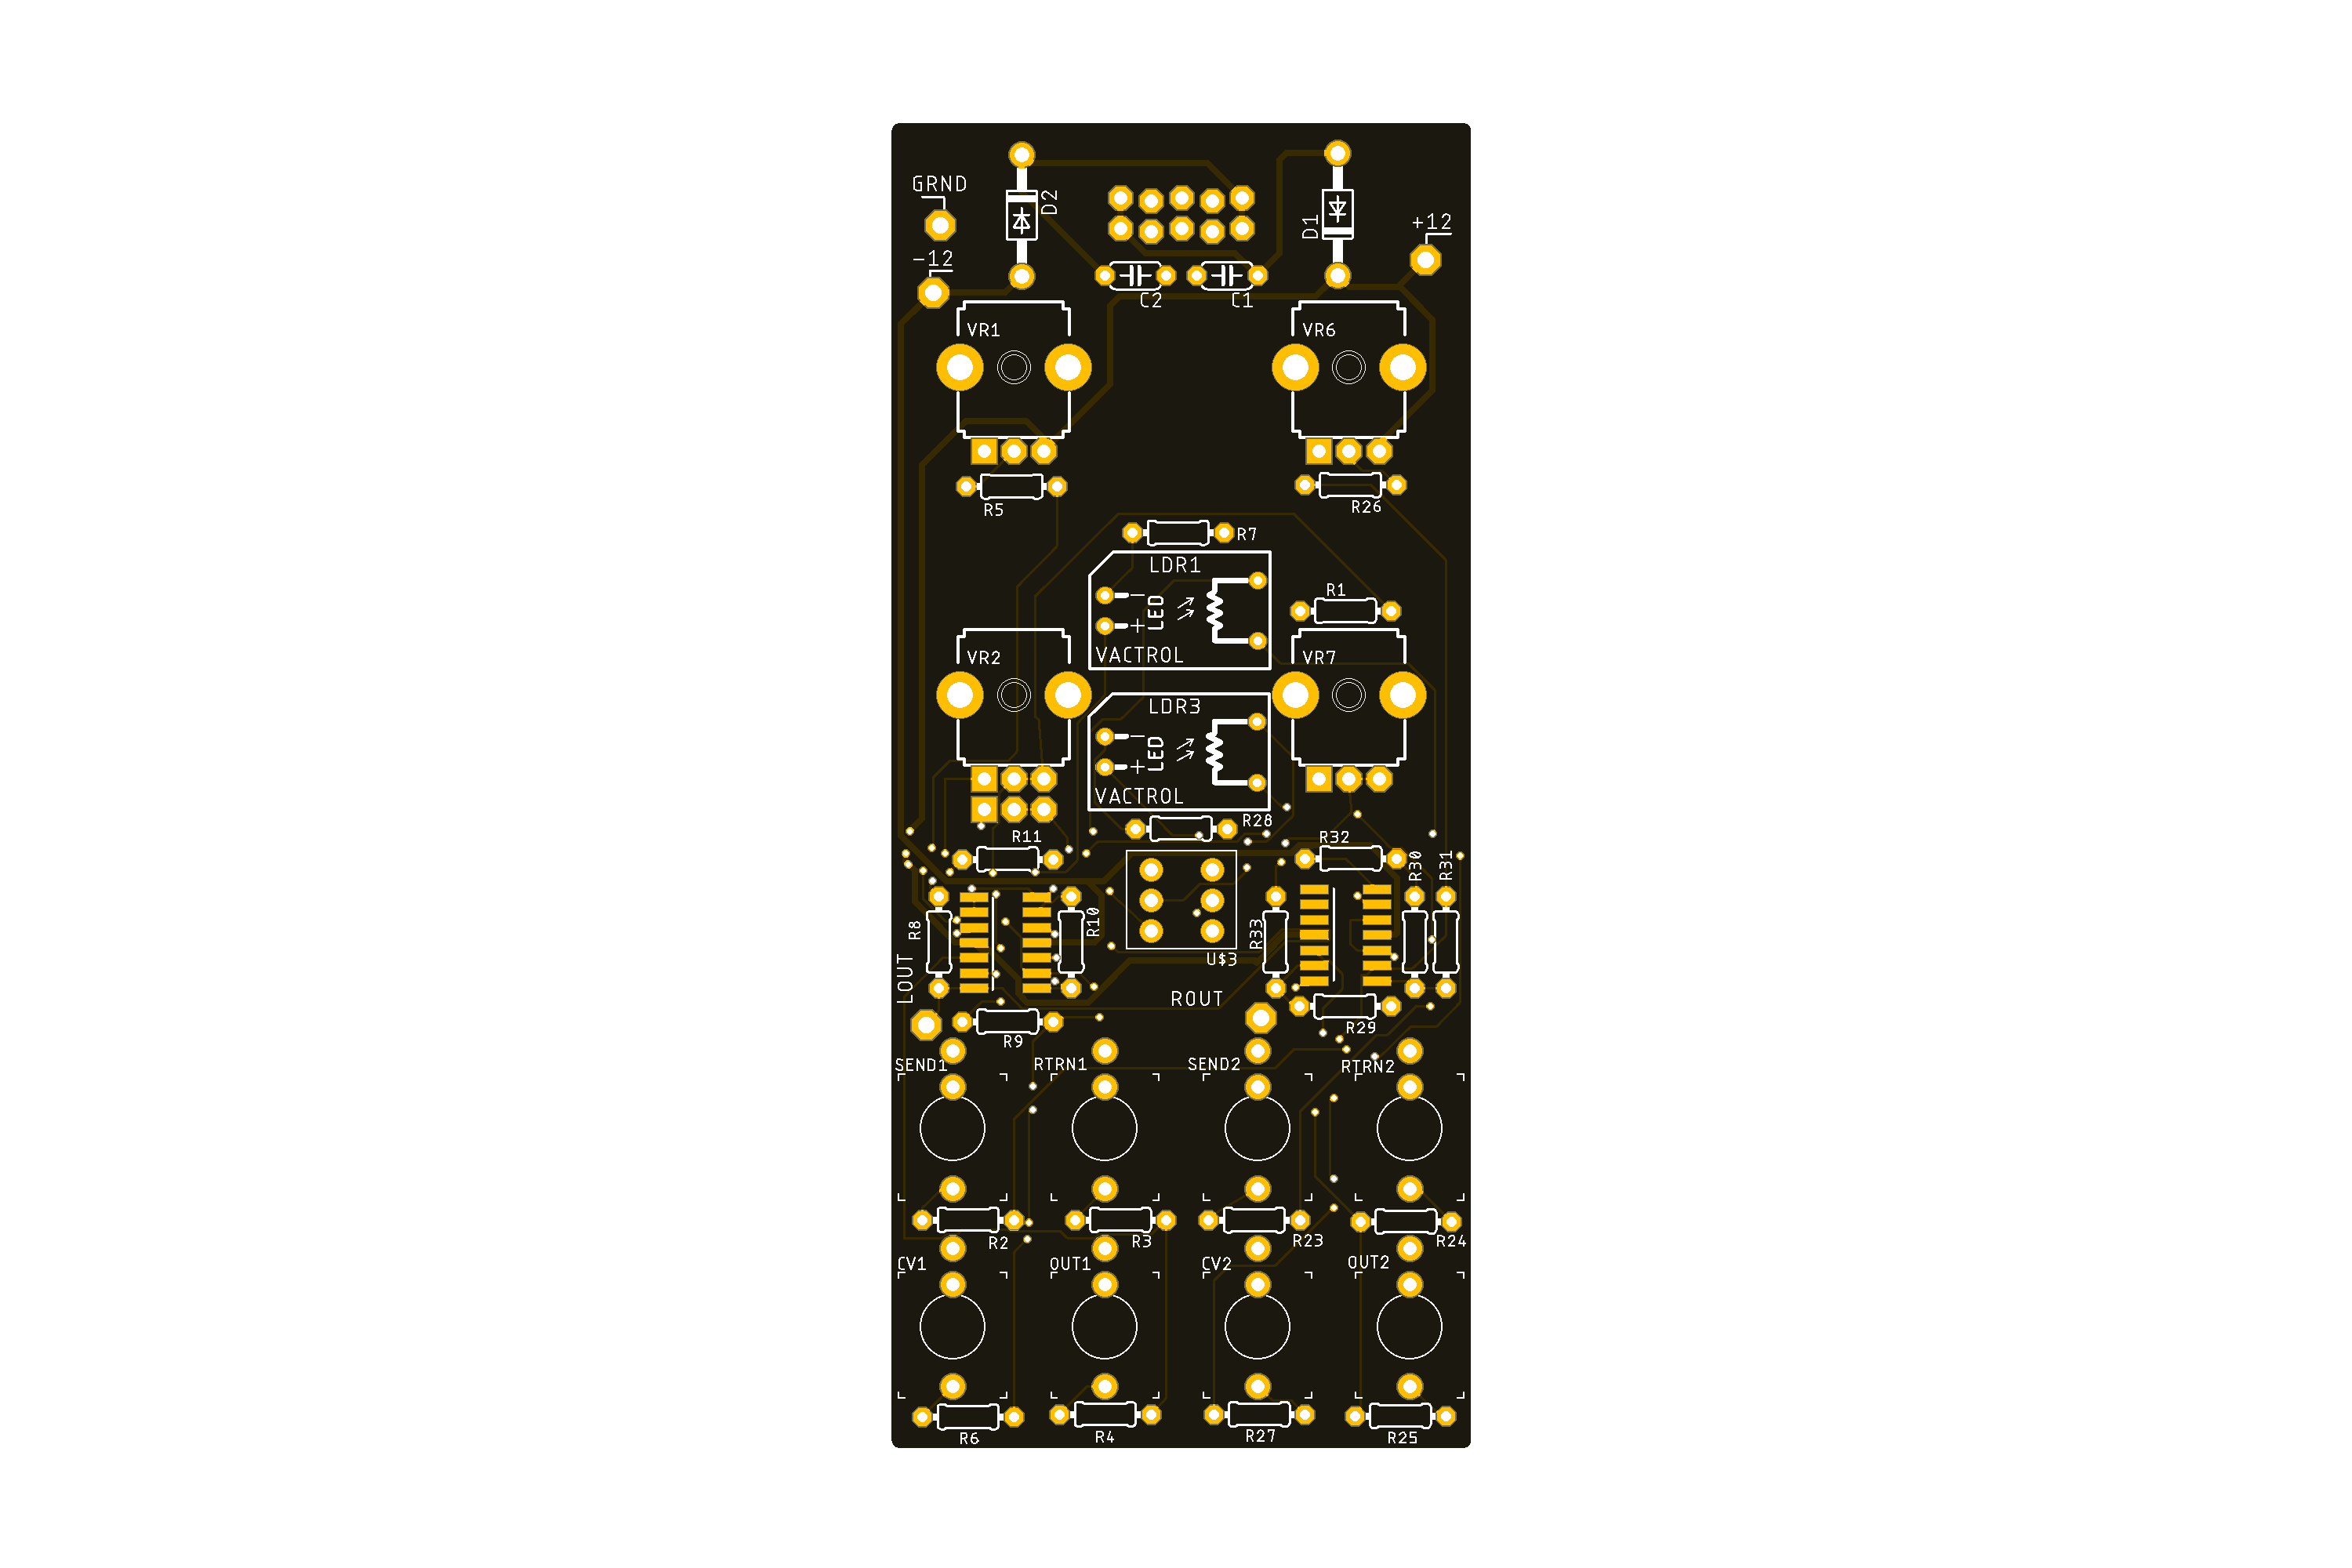 GRND
D2
D1
+12
-12
C2
C1
VR1
VR6
R5
R26
R7
LDR1
- LED
+
VACTROL
R1
VR2
VR7
LDR3
- LED
+
VACTROL
R28
R11
R32
R30
R31
R8
R10
R33
U$3
LOUT
ROUT
R9
R29
SEND1
RTRN1
SEND2
RTRN2
R2
R3
R23
R24
CV1
OUT1
CV2
OUT2
R6
R4
R27
R25